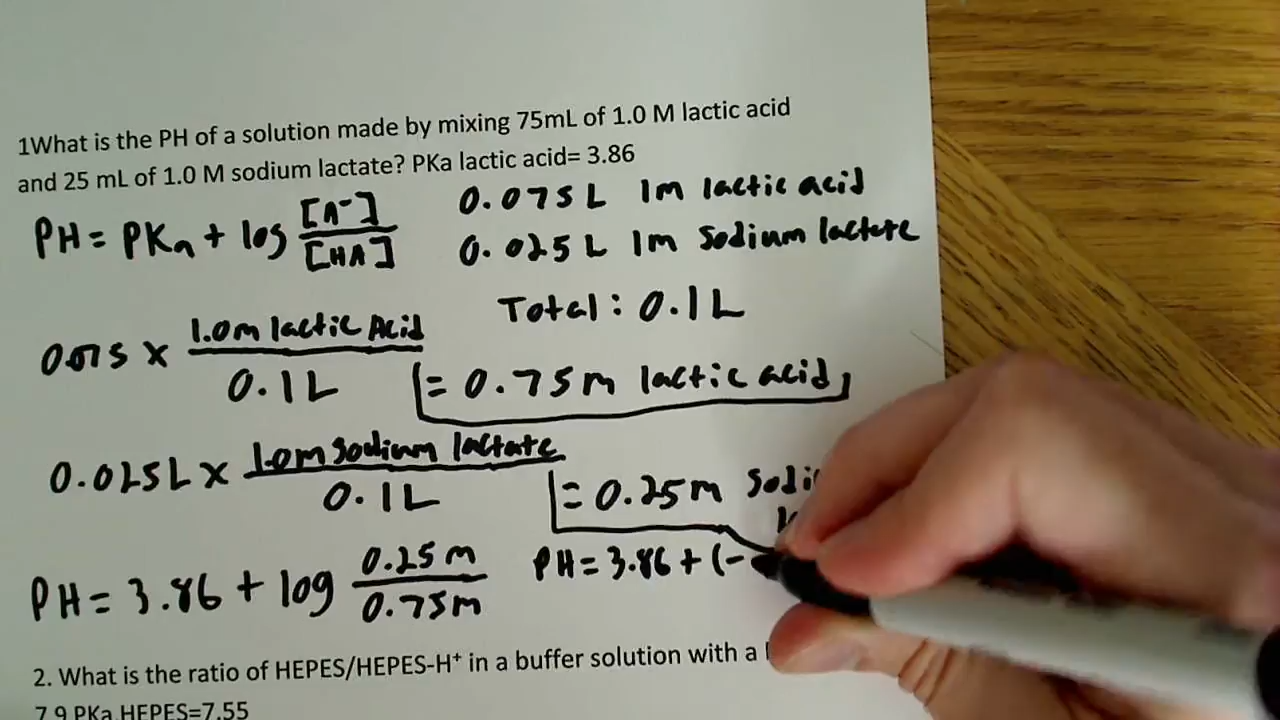 1What is the PH of a solution made by mixing 75mL of 1.0 M lactic acid
and 25 mL of 1.0 M sodium lactate? PKa lactic acid= 3.86
PH = PKa + log [A⁻] / [HA]
0.075 L 1m lactic acid
0.025 L 1m Sodium lactate
Total: 0.1 L
0.075 x 1.0m lactic Acid / 0.1 L = 0.75m lactic acid
0.025 L x 1.0m Sodium lactate / 0.1 L = 0.25m
PH = 3.86 + log 0.25 m / 0.75m
PH = 3.86 + (-
2. What is the ratio of HEPES/HEPES-H⁺ in a buffer solution with a
7.9 PKa HEPES=7.55